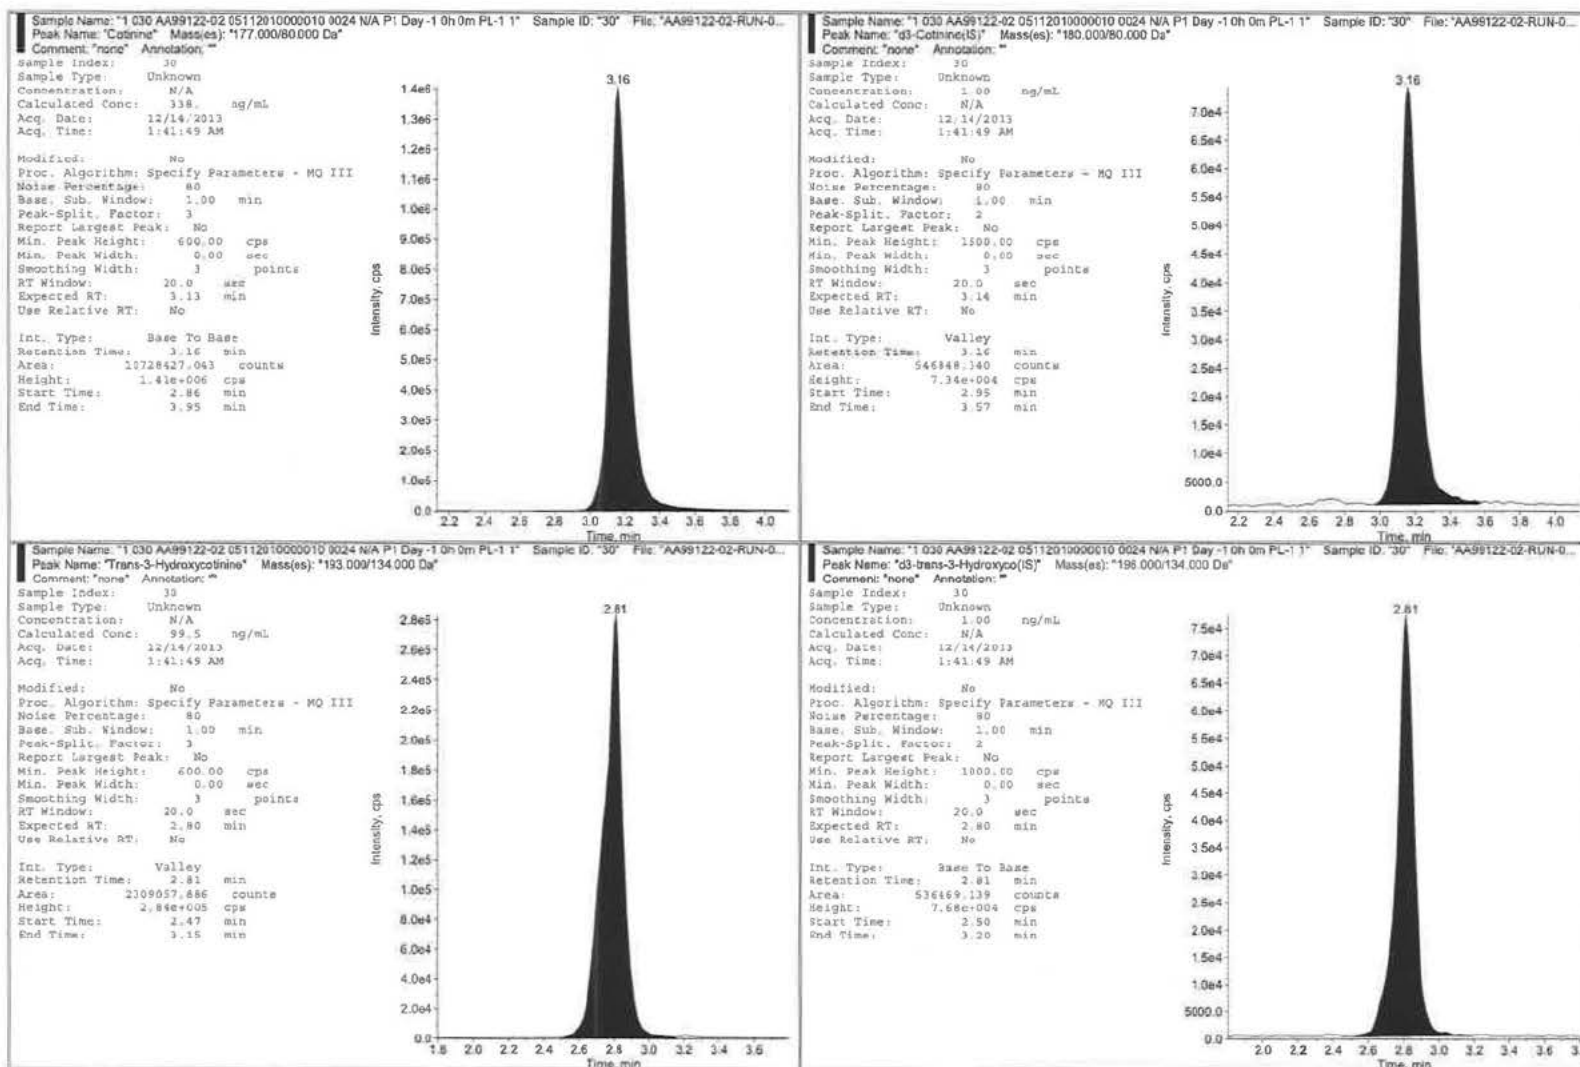 Sample Name: "1 030 AA99122-02 05112010000010 0024 N/A P1 Day -1 0h 0m PL-1 1" Sample ID: "30" File: "AA99122-02-RUN-0...
Peak Name: "Cotinine" Mass(es): "177.000/80.000 Da"
Comment: "none" Annotation: ""
Sample Index: 30
Sample Type: Unknown
Concentration: N/A
Calculated Conc: 338. ng/mL
Acq. Date: 12/14/2013
Acq. Time: 1:41:49 AM
Modified: No
Proc. Algorithm: Specify Parameters - MQ III
Noise Percentage: 80
Base. Sub. Window: 1.00 min
Peak-Split. Factor: 3
Report Largest Peak: No
Min. Peak Height: 600.00 cps
Min. Peak Width: 0.00 sec
Smoothing Width: 3 points
RT Window: 20.0 sec
Expected RT: 3.13 min
Use Relative RT: No
Int. Type: Base To Base
Retention Time: 3.16 min
Area: 10728427.043 counts
Height: 1.41e+006 cps
Start Time: 2.86 min
End Time: 3.95 min
3.16
1.4e6
1.3e6
1.2e6
1.1e6
1.0e6
9.0e5
8.0e5
7.0e5
6.0e5
5.0e5
4.0e5
3.0e5
2.0e5
1.0e5
0.0
Intensity, cps
2.2 2.4 2.6 2.8 3.0 3.2 3.4 3.6 3.8 4.0
Time, min
Sample Name: "1 030 AA99122-02 05112010000010 0024 N/A P1 Day -1 0h 0m PL-1 1" Sample ID: "30" File: "AA99122-02-RUN-0...
Peak Name: "d3-Cotinine(IS)" Mass(es): "180.000/80.000 Da"
Comment: "none" Annotation: ""
Sample Index: 30
Sample Type: Unknown
Concentration: 1.00 ng/mL
Calculated Conc: N/A
Acq. Date: 12/14/2013
Acq. Time: 1:41:49 AM
Modified: No
Proc. Algorithm: Specify Parameters - MQ III
Noise Percentage: 80
Base. Sub. Window: 1.00 min
Peak-Split. Factor: 2
Report Largest Peak: No
Min. Peak Height: 1500.00 cps
Min. Peak Width: 0.00 sec
Smoothing Width: 3 points
RT Window: 20.0 sec
Expected RT: 3.14 min
Use Relative RT: No
Int. Type: Valley
Retention Time: 3.16 min
Area: 546848.340 counts
Height: 7.34e+004 cps
Start Time: 2.95 min
End Time: 3.57 min
3.16
7.0e4
6.5e4
6.0e4
5.5e4
5.0e4
4.5e4
4.0e4
3.5e4
3.0e4
2.5e4
2.0e4
1.5e4
1.0e4
5000.0
0.0
Intensity, cps
2.2 2.4 2.6 2.8 3.0 3.2 3.4 3.6 3.8 4.0
Time, min
Sample Name: "1 030 AA99122-02 05112010000010 0024 N/A P1 Day -1 0h 0m PL-1 1" Sample ID: "30" File: "AA99122-02-RUN-0...
Peak Name: "Trans-3-Hydroxycotinine" Mass(es): "193.000/134.000 Da"
Comment: "none" Annotation: ""
Sample Index: 30
Sample Type: Unknown
Concentration: N/A
Calculated Conc: 99.5 ng/mL
Acq. Date: 12/14/2013
Acq. Time: 1:41:49 AM
Modified: No
Proc. Algorithm: Specify Parameters - MQ III
Noise Percentage: 80
Base. Sub. Window: 1.00 min
Peak-Split. Factor: 3
Report Largest Peak: No
Min. Peak Height: 600.00 cps
Min. Peak Width: 0.00 sec
Smoothing Width: 3 points
RT Window: 20.0 sec
Expected RT: 2.80 min
Use Relative RT: No
Int. Type: Valley
Retention Time: 2.81 min
Area: 2309057.886 counts
Height: 2.84e+005 cps
Start Time: 2.47 min
End Time: 3.15 min
2.81
2.8e5
2.6e5
2.4e5
2.2e5
2.0e5
1.8e5
1.6e5
1.4e5
1.2e5
1.0e5
8.0e4
6.0e4
4.0e4
2.0e4
0.0
Intensity, cps
1.8 2.0 2.2 2.4 2.6 2.8 3.0 3.2 3.4 3.6
Time, min
Sample Name: "1 030 AA99122-02 05112010000010 0024 N/A P1 Day -1 0h 0m PL-1 1" Sample ID: "30" File: "AA99122-02-RUN-0...
Peak Name: "d3-trans-3-Hydroxyco(IS)" Mass(es): "196.000/134.000 Da"
Comment: "none" Annotation: ""
Sample Index: 30
Sample Type: Unknown
Concentration: 1.00 ng/mL
Calculated Conc: N/A
Acq. Date: 12/14/2013
Acq. Time: 1:41:49 AM
Modified: No
Proc. Algorithm: Specify Parameters - MQ III
Noise Percentage: 80
Base. Sub. Window: 1.00 min
Peak-Split. Factor: 2
Report Largest Peak: No
Min. Peak Height: 1000.00 cps
Min. Peak Width: 0.00 sec
Smoothing Width: 3 points
RT Window: 20.0 sec
Expected RT: 2.80 min
Use Relative RT: No
Int. Type: Base To Base
Retention Time: 2.81 min
Area: 536469.139 counts
Height: 7.68e+004 cps
Start Time: 2.50 min
End Time: 3.20 min
2.81
7.5e4
7.0e4
6.5e4
6.0e4
5.5e4
5.0e4
4.5e4
4.0e4
3.5e4
3.0e4
2.5e4
2.0e4
1.5e4
1.0e4
5000.0
0.0
Intensity, cps
2.0 2.2 2.4 2.6 2.8 3.0 3.2 3.4 3.6
Time, min